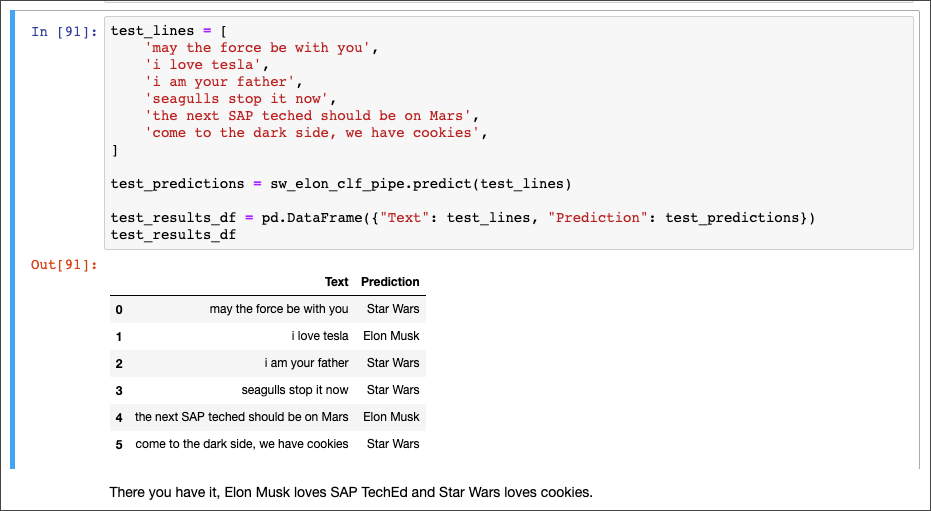 In [91]: test_lines = [
'may the force be with you',
'i love tesla',
'i am your father',
'seagulls stop it now',
'the next SAP teched should be on Mars',
'come to the dark side, we have cookies',
]
test_predictions = sw_elon_clf_pipe.predict(test_lines)
test_results_df = pd.DataFrame({"Text": test_lines, "Prediction": test_predictions})
test_results_df
Out[91]:
Text Prediction
0 may the force be with you Star Wars
1 i love tesla Elon Musk
2 i am your father Star Wars
3 seagulls stop it now Star Wars
4 the next SAP teched should be on Mars Elon Musk
5 come to the dark side, we have cookies Star Wars
There you have it, Elon Musk loves SAP TechEd and Star Wars loves cookies.